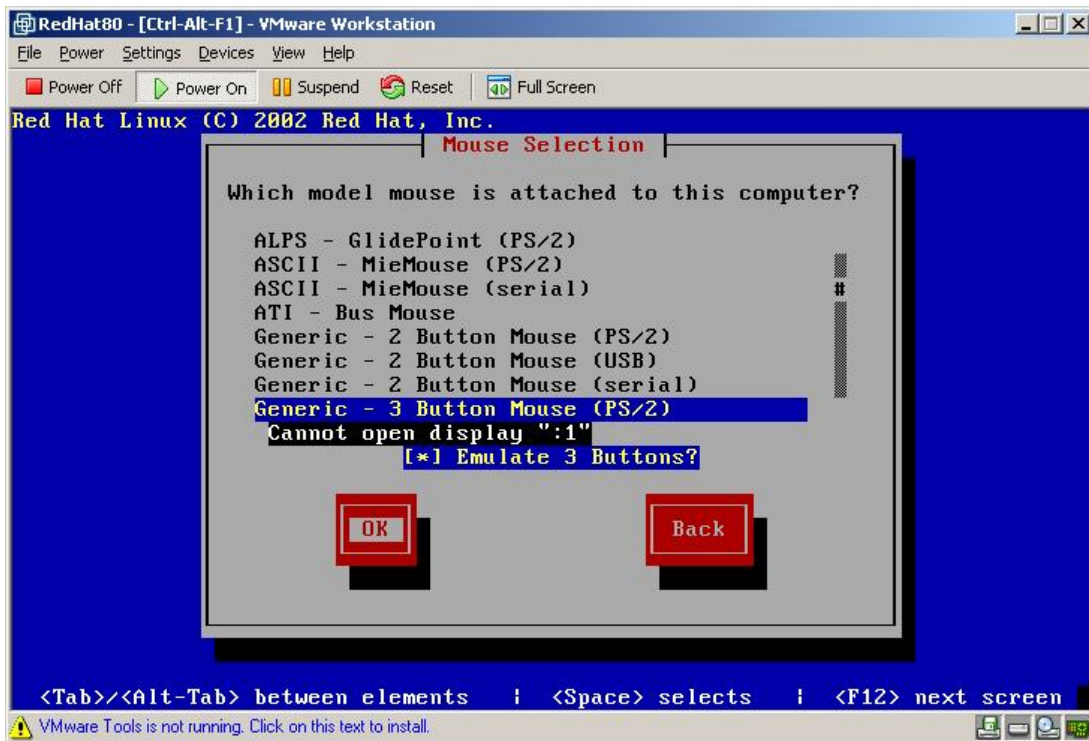 RedHat80 - [Ctrl-Alt-F1] - VMware Workstation
File Power Settings Devices View Help
Power Off Power On Suspend Reset Full Screen
Red Hat Linux (C) 2002 Red Hat, Inc.
Mouse Selection
Which model mouse is attached to this computer?
ALPS - GlidePoint (PS/2)
ASCII - MieMouse (PS/2)
ASCII - MieMouse (serial)
#
ATI - Bus Mouse
Generic - 2 Button Mouse (PS/2)
Generic - 2 Button Mouse (USB)
Generic - 2 Button Mouse (serial)
Generic - 3 Button Mouse (PS/2)
Cannot open display ":1"
[*] Emulate 3 Buttons?
OK Back
<Tab>/<Alt-Tab> between elements | <Space> selects | <F12> next screen
VMware Tools is not running. Click on this text to install.